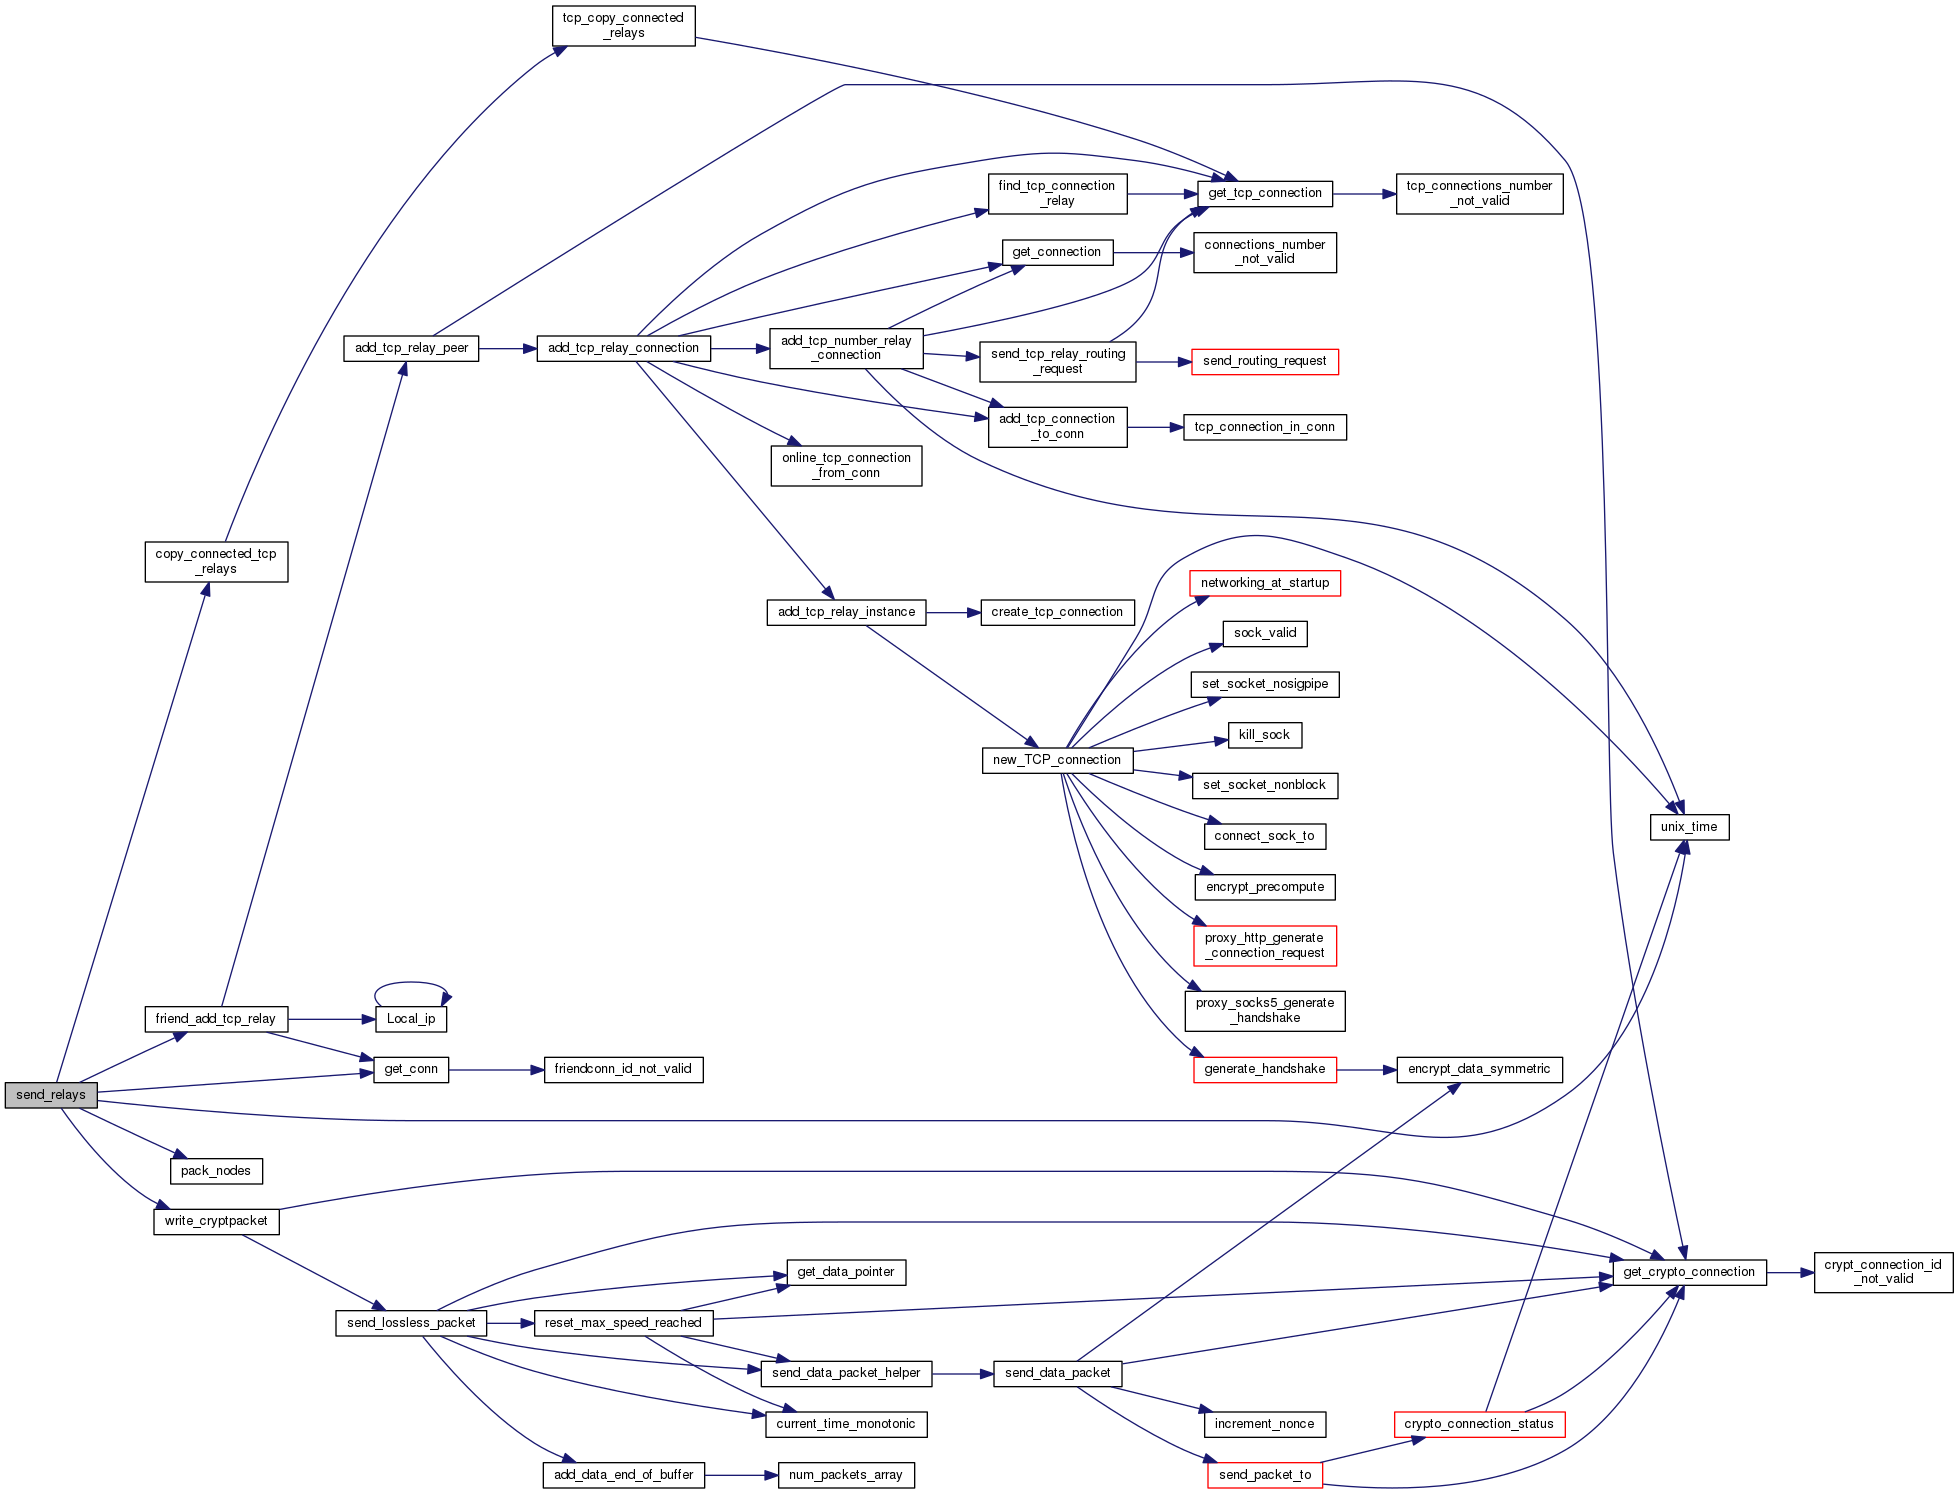 tcp_copy_connected
_relays
find_tcp_connection
_relay
get_tcp_connection
tcp_connections_number
_not_valid
get_connection
connections_number
_not_valid
add_tcp_relay_peer
add_tcp_relay_connection
add_tcp_number_relay
_connection
send_tcp_relay_routing
_request
send_routing_request
add_tcp_connection
_to_conn
tcp_connection_in_conn
online_tcp_connection
_from_conn
copy_connected_tcp
_relays
add_tcp_relay_instance
create_tcp_connection
networking_at_startup
sock_valid
set_socket_nosigpipe
kill_sock
new_TCP_connection
set_socket_nonblock
connect_sock_to
unix_time
encrypt_precompute
proxy_http_generate
_connection_request
proxy_socks5_generate
_handshake
friend_add_tcp_relay
Local_ip
get_conn
friendconn_id_not_valid
generate_handshake
encrypt_data_symmetric
send_relays
pack_nodes
write_cryptpacket
get_data_pointer
get_crypto_connection
crypt_connection_id
_not_valid
send_lossless_packet
reset_max_speed_reached
send_data_packet_helper
send_data_packet
current_time_monotonic
increment_nonce
crypto_connection_status
add_data_end_of_buffer
num_packets_array
send_packet_to